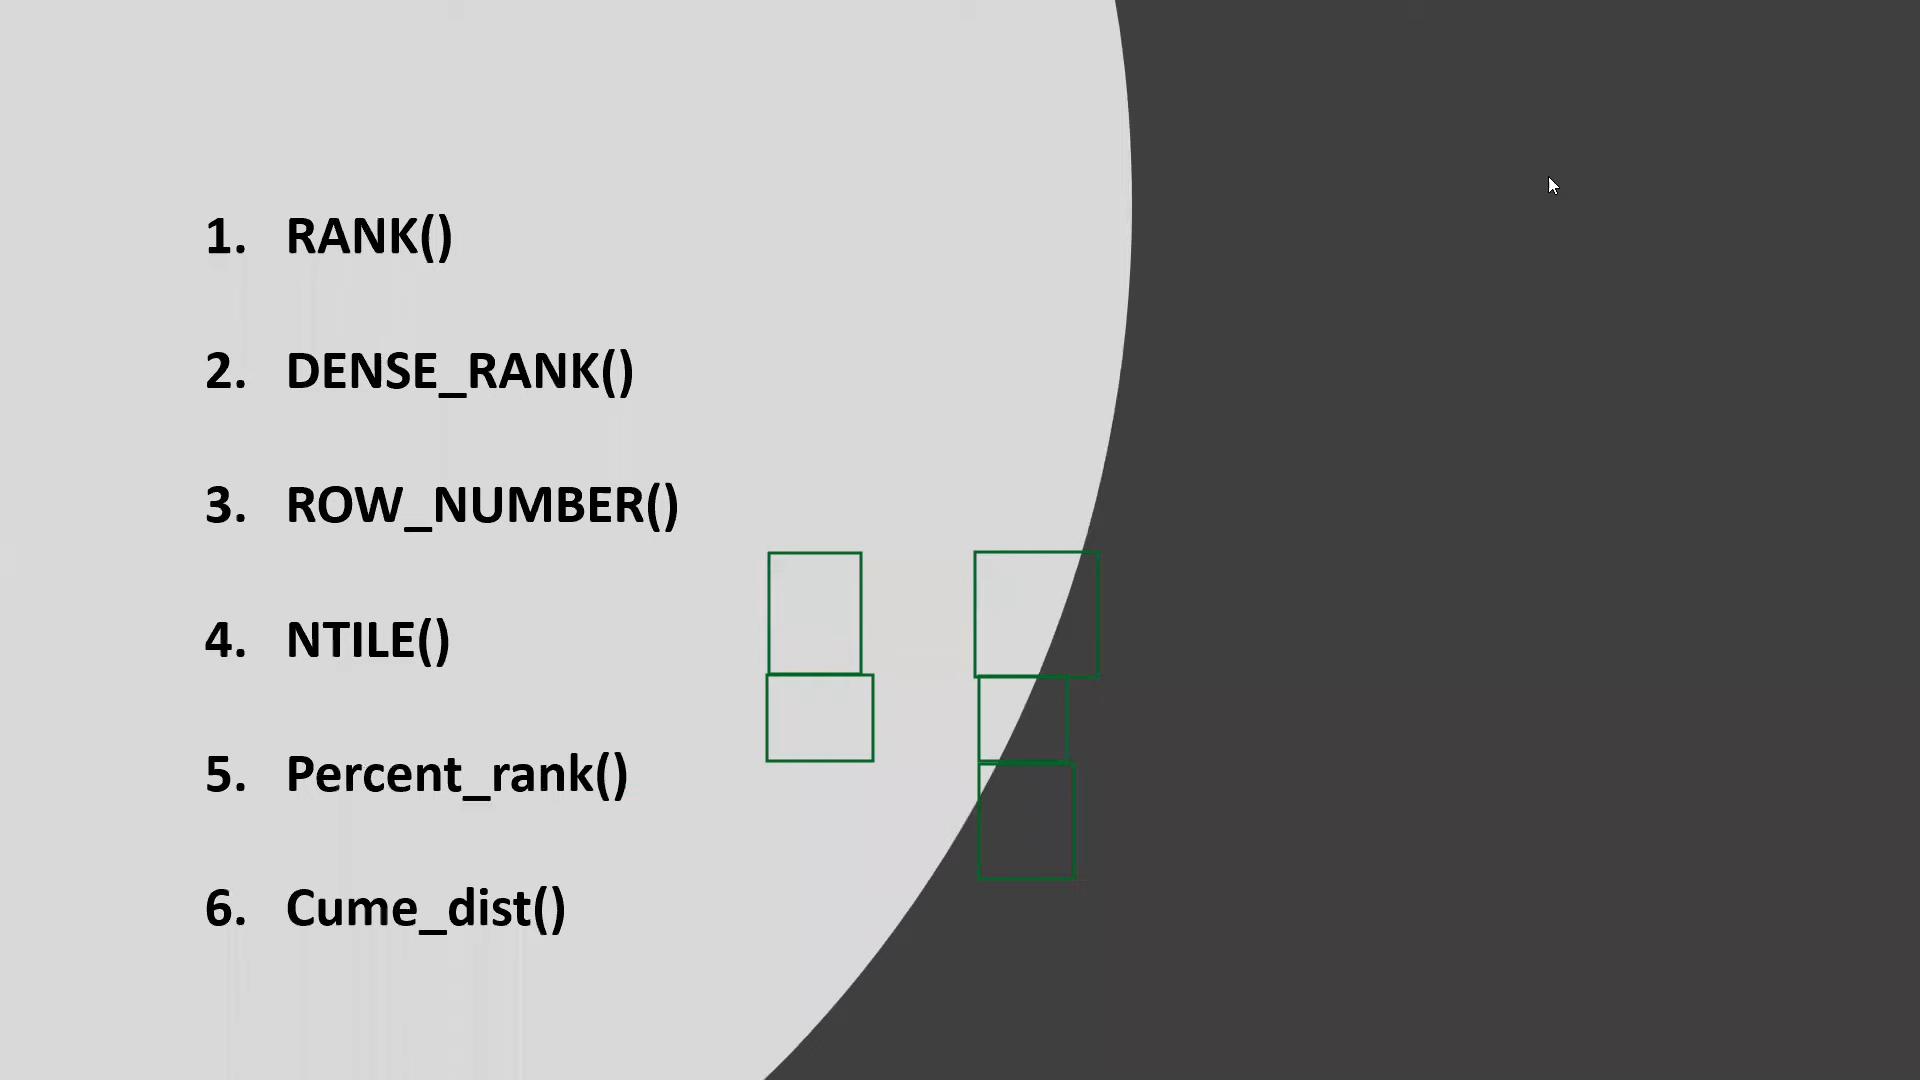 1. RANK()
2. DENSE_RANK()
3. ROW_NUMBER()
4. NTILE()
5. Percent_rank()
6. Cume_dist()